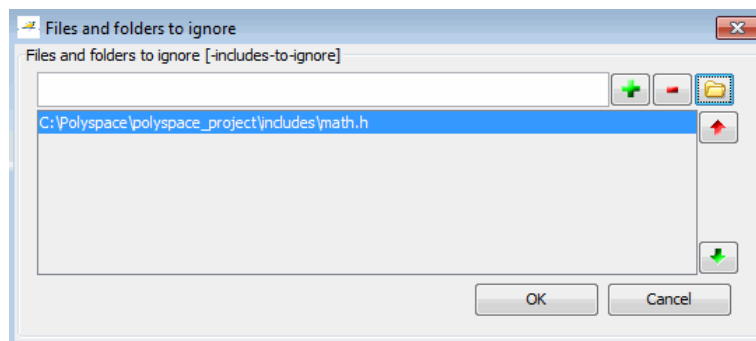 Files and folders to ignore
Files and folders to ignore [-includes-to-ignore]
C:\Polyspace\polyspace_project\includes\math.h
OK
Cancel